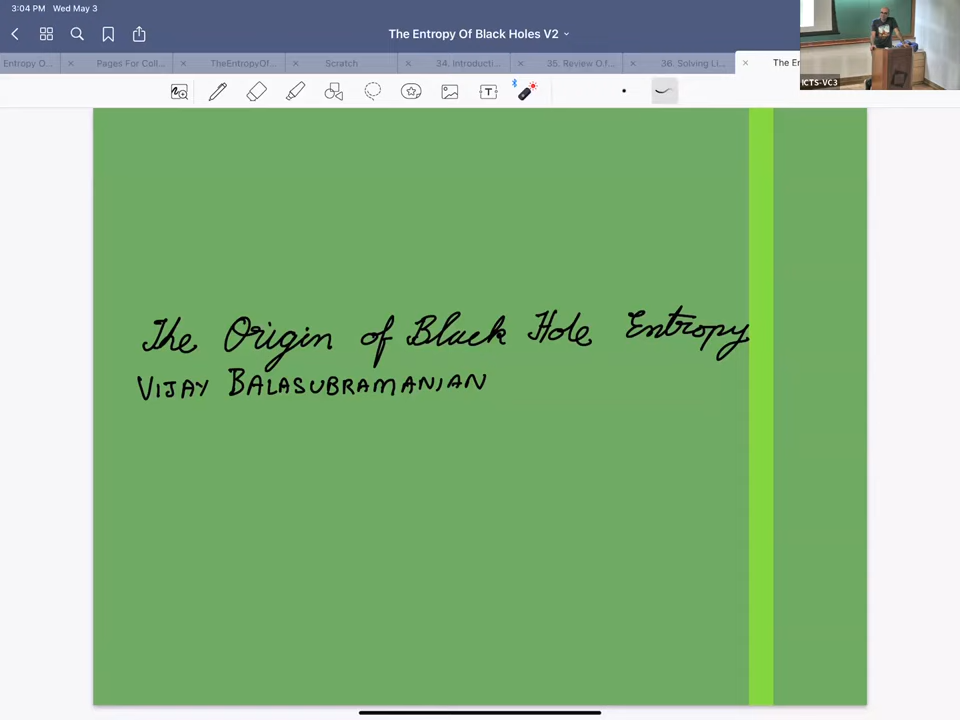 3:04 PM Wed May 3
The Entropy Of Black Holes V2
Entropy O...
Pages For Coll...
TheEntropyOf...
Scratch
34. Introducti...
35. Review O.f...
36. Solving Li...
The En
ICTS-VC3
The Origin of Black Hole Entropy
VIJAY BALASUBRAMANIAN